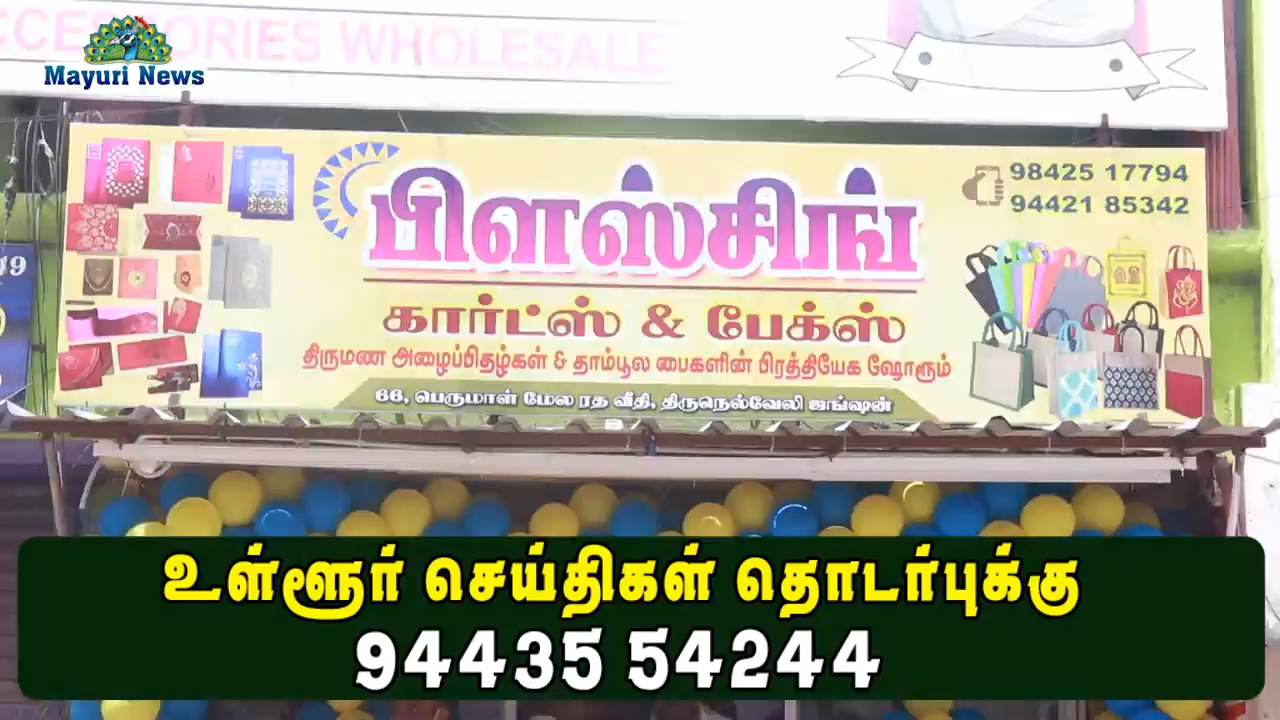 CCESSORIES WHOLESALE
Mayuri News
பிளஸ்சிங்
98425 17794
94421 85342
கார்ட்ஸ் & பேக்ஸ்
திருமண அழைப்பிதழ்கள் & தாம்பூல பைகளின் பிரத்தியேக ஷோரூம்
66, பெருமாள் மேல ரத வீதி, திருநெல்வேலி ஜங்ஷன்
உள்ளூர் செய்திகள் தொடர்புக்கு
94435 54244